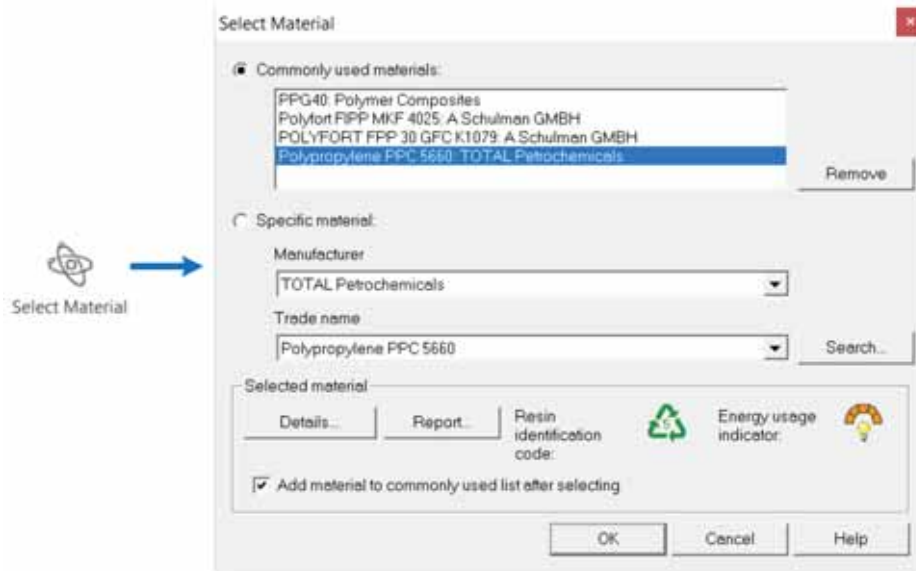 Select Material
Commonly used materials:
PPG40: Polymer Composites
Polyfort FIPP MKF 4025: A Schulman GMBH
POLYFORT FPP 30 GFC K1079: A Schulman GMBH
Polypropylene PPC 5660: TOTAL Petrochemicals
Remove
Specific material:
Manufacturer
TOTAL Petrochemicals
Select Material
Trade name
Polypropylene PPC 5660
Search...
Selected material
Details...
Report...
Resin
identification
code:
5
Energy usage
indicator:
Add material to commonly used list after selecting
OK
Cancel
Help